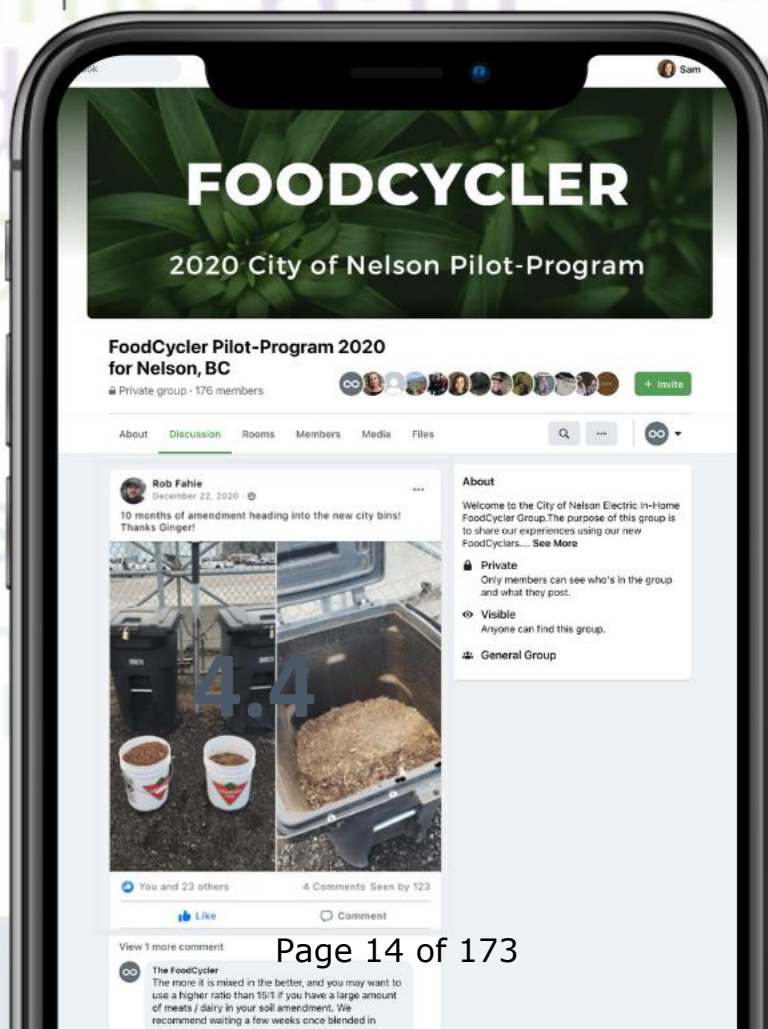 ok
Sam
FOODCYCLER
2020 City of Nelson Pilot-Program
FoodCycler Pilot-Program 2020
for Nelson, BC
Private group · 176 members
+ Invite
About Discussion Rooms Members Media Files
Rob Fahie
December 22, 2020 ·
10 months of amendment heading into the new city bins!
Thanks Ginger!
4.4
You and 23 others
4 Comments Seen by 123
Like
Comment
View 1 more comment
The FoodCycler
The more it is mixed in the better, and you may want to
use a higher ratio than 15:1 if you have a large amount
of meats / dairy in your soil amendment. We
recommend waiting a few weeks once blended in
About
Welcome to the City of Nelson Electric In-Home
FoodCycler Group.The purpose of this group is
to share our experiences using our new
FoodCyclers.... See More
Private
Only members can see who's in the group
and what they post.
Visible
Anyone can find this group.
General Group
Page 14 of 173